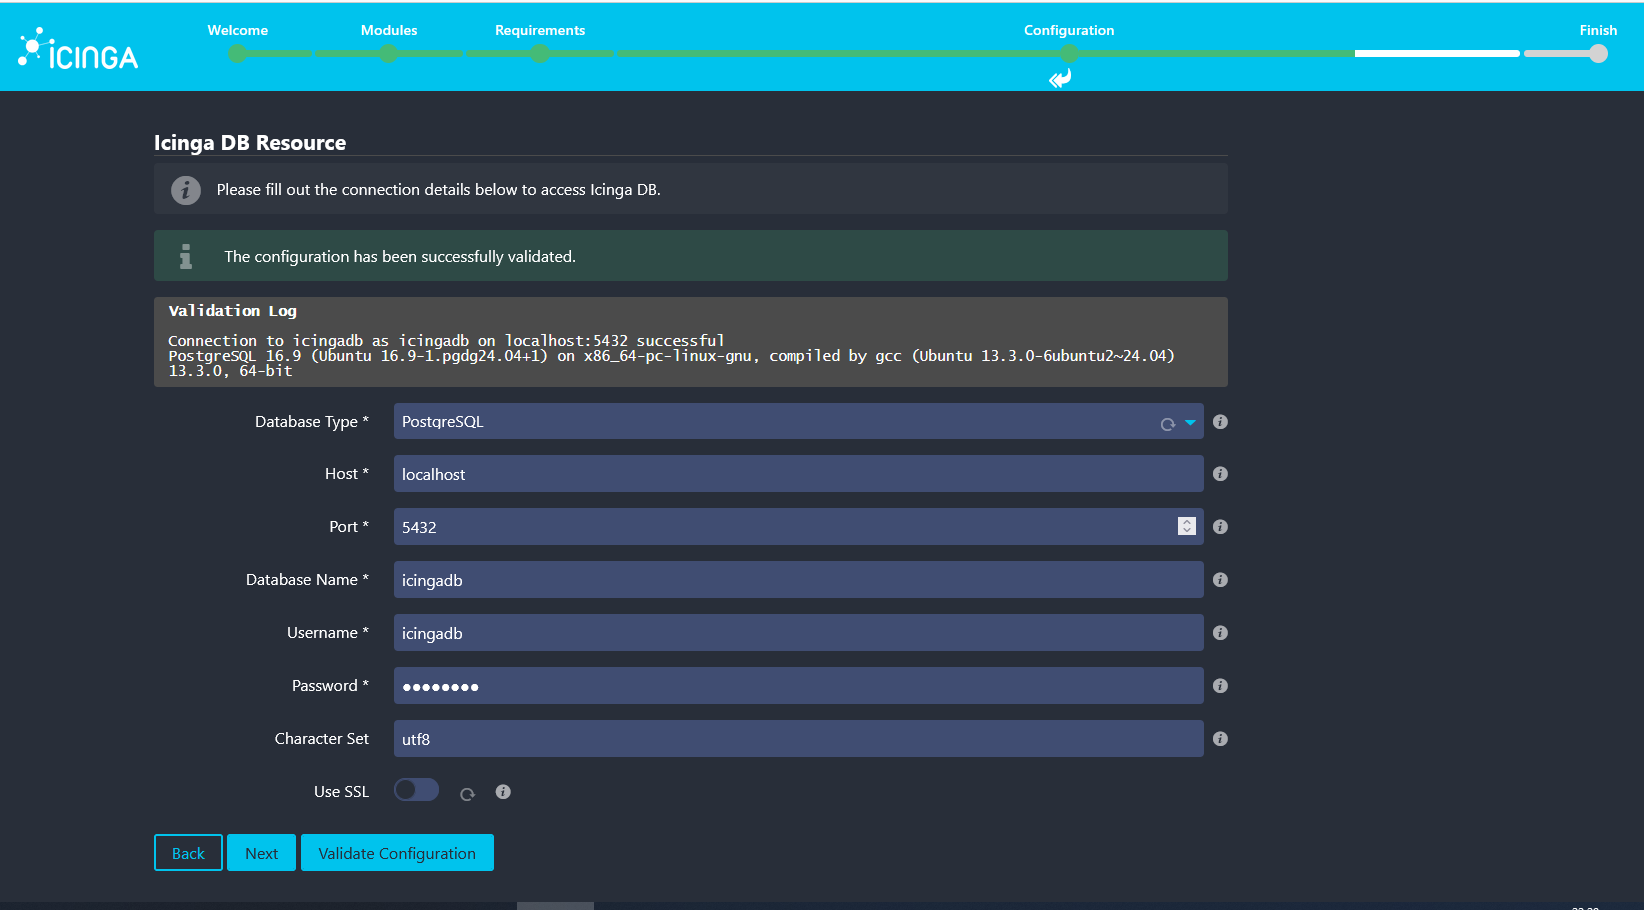 Welcome
Modules
Requirements
Configuration
Finish
ICINGA
Icinga DB Resource
Please fill out the connection details below to access Icinga DB.
The configuration has been successfully validated.
Validation Log
Connection to icingadb as icingadb on localhost:5432 successful
PostgreSQL 16.9 (Ubuntu 16.9-1.pgdg24.04+1) on x86_64-pc-linux-gnu, compiled by gcc (Ubuntu 13.3.0-6ubuntu2~24.04)
13.3.0, 64-bit
Database Type * PostgreSQL
Host * localhost
Port * 5432
Database Name * icingadb
Username * icingadb
Password * ●●●●●●●●
Character Set utf8
Use SSL
Back Next Validate Configuration